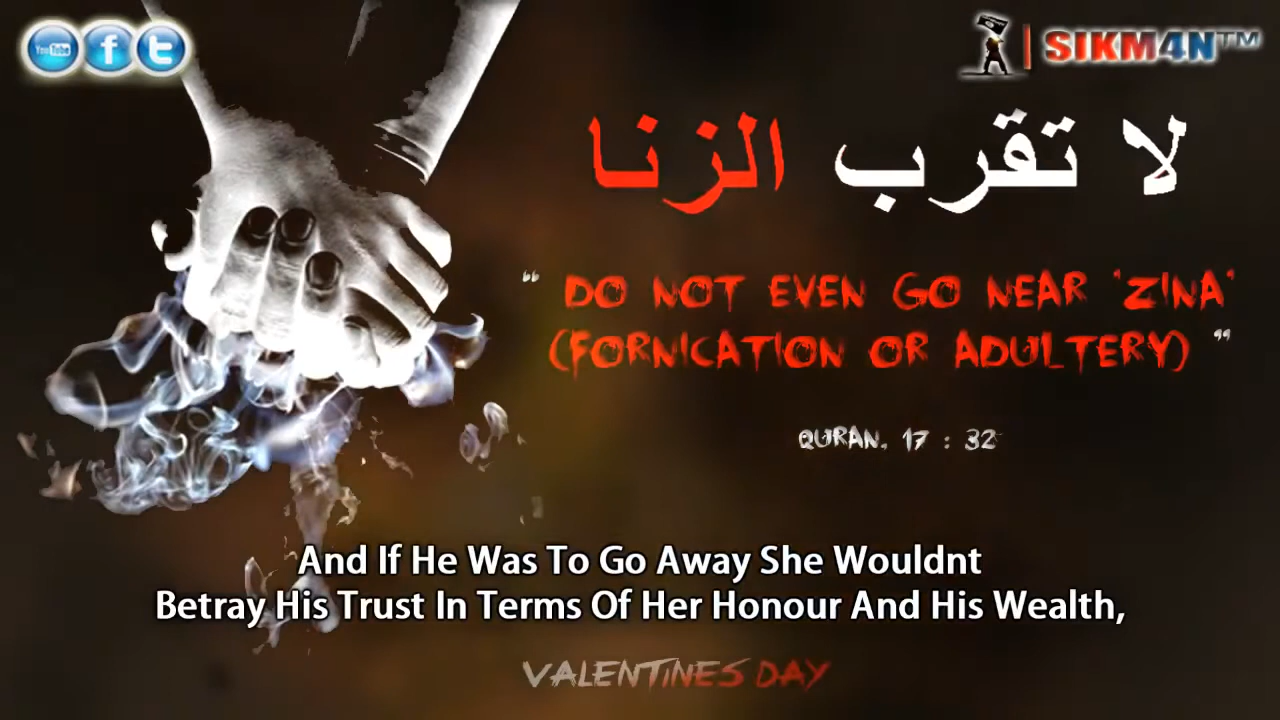 You Tube f t
SIKM4N™
لا تقرب الزنا
“ DO NOT EVEN GO NEAR 'ZINA'
(FORNICATION OR ADULTERY) ”
QURAN, 17 : 32
And If He Was To Go Away She Wouldnt
Betray His Trust In Terms Of Her Honour And His Wealth,
VALENTINES DAY